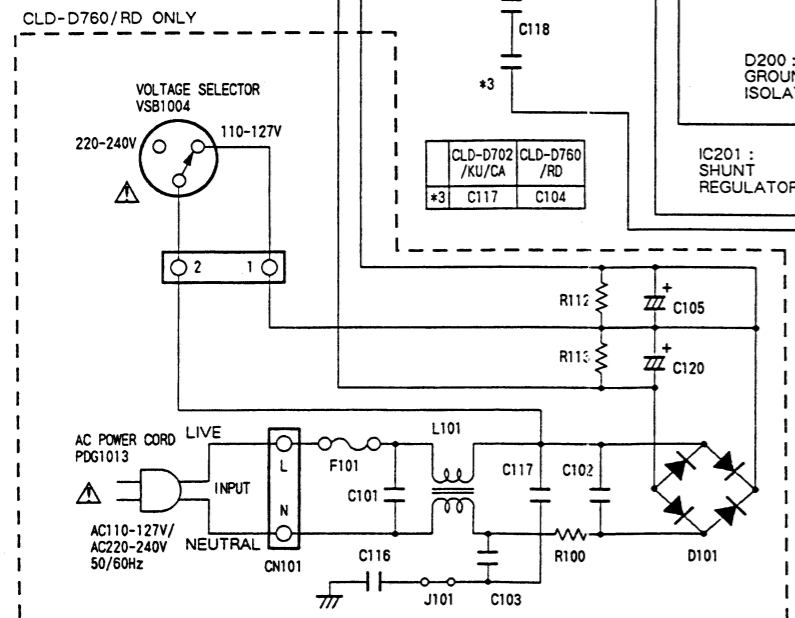 CLD-D760/RD ONLY
C118
*3
D200 :
GROUN
ISOLAT
VOLTAGE SELECTOR
VSB1004
220-240V
110-127V
CLD-D702 CLD-D760
/KU/CA /RD
*3 C117 C104
IC201 :
SHUNT
REGULATOR
2 1
R112
+
C105
R113
+
C120
AC POWER CORD
PDG1013
LIVE
L101
L
F101
INPUT
C101
C117
C102
N
AC110-127V/
AC220-240V
50/60Hz
NEUTRAL
CN101
C116
R100
D101
J101
C103